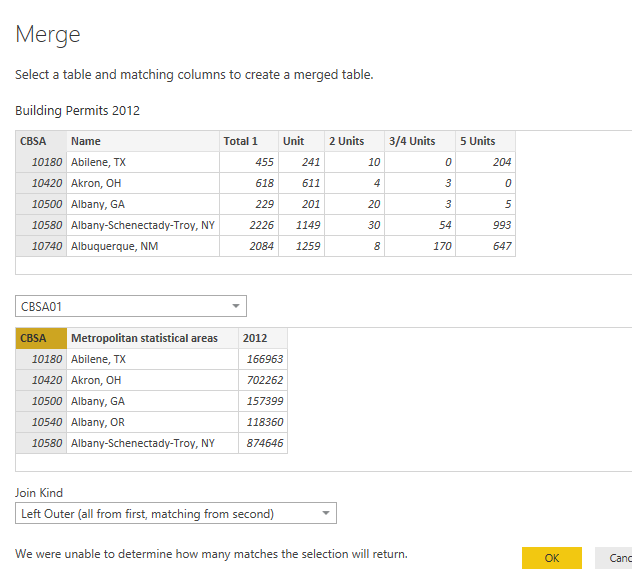 Merge
Select a table and matching columns to create a merged table.
Building Permits 2012
CBSA Name Total 1 Unit 2 Units 3/4 Units 5 Units
10180 Abilene, TX 455 241 10 0 204
10420 Akron, OH 618 611 4 3 0
10500 Albany, GA 229 201 20 3 5
10580 Albany-Schenectady-Troy, NY 2226 1149 30 54 993
10740 Albuquerque, NM 2084 1259 8 170 647
CBSA01
CBSA Metropolitan statistical areas 2012
10180 Abilene, TX 166963
10420 Akron, OH 702262
10500 Albany, GA 157399
10540 Albany, OR 118360
10580 Albany-Schenectady-Troy, NY 874646
Join Kind
Left Outer (all from first, matching from second)
We were unable to determine how many matches the selection will return.
OK Canc